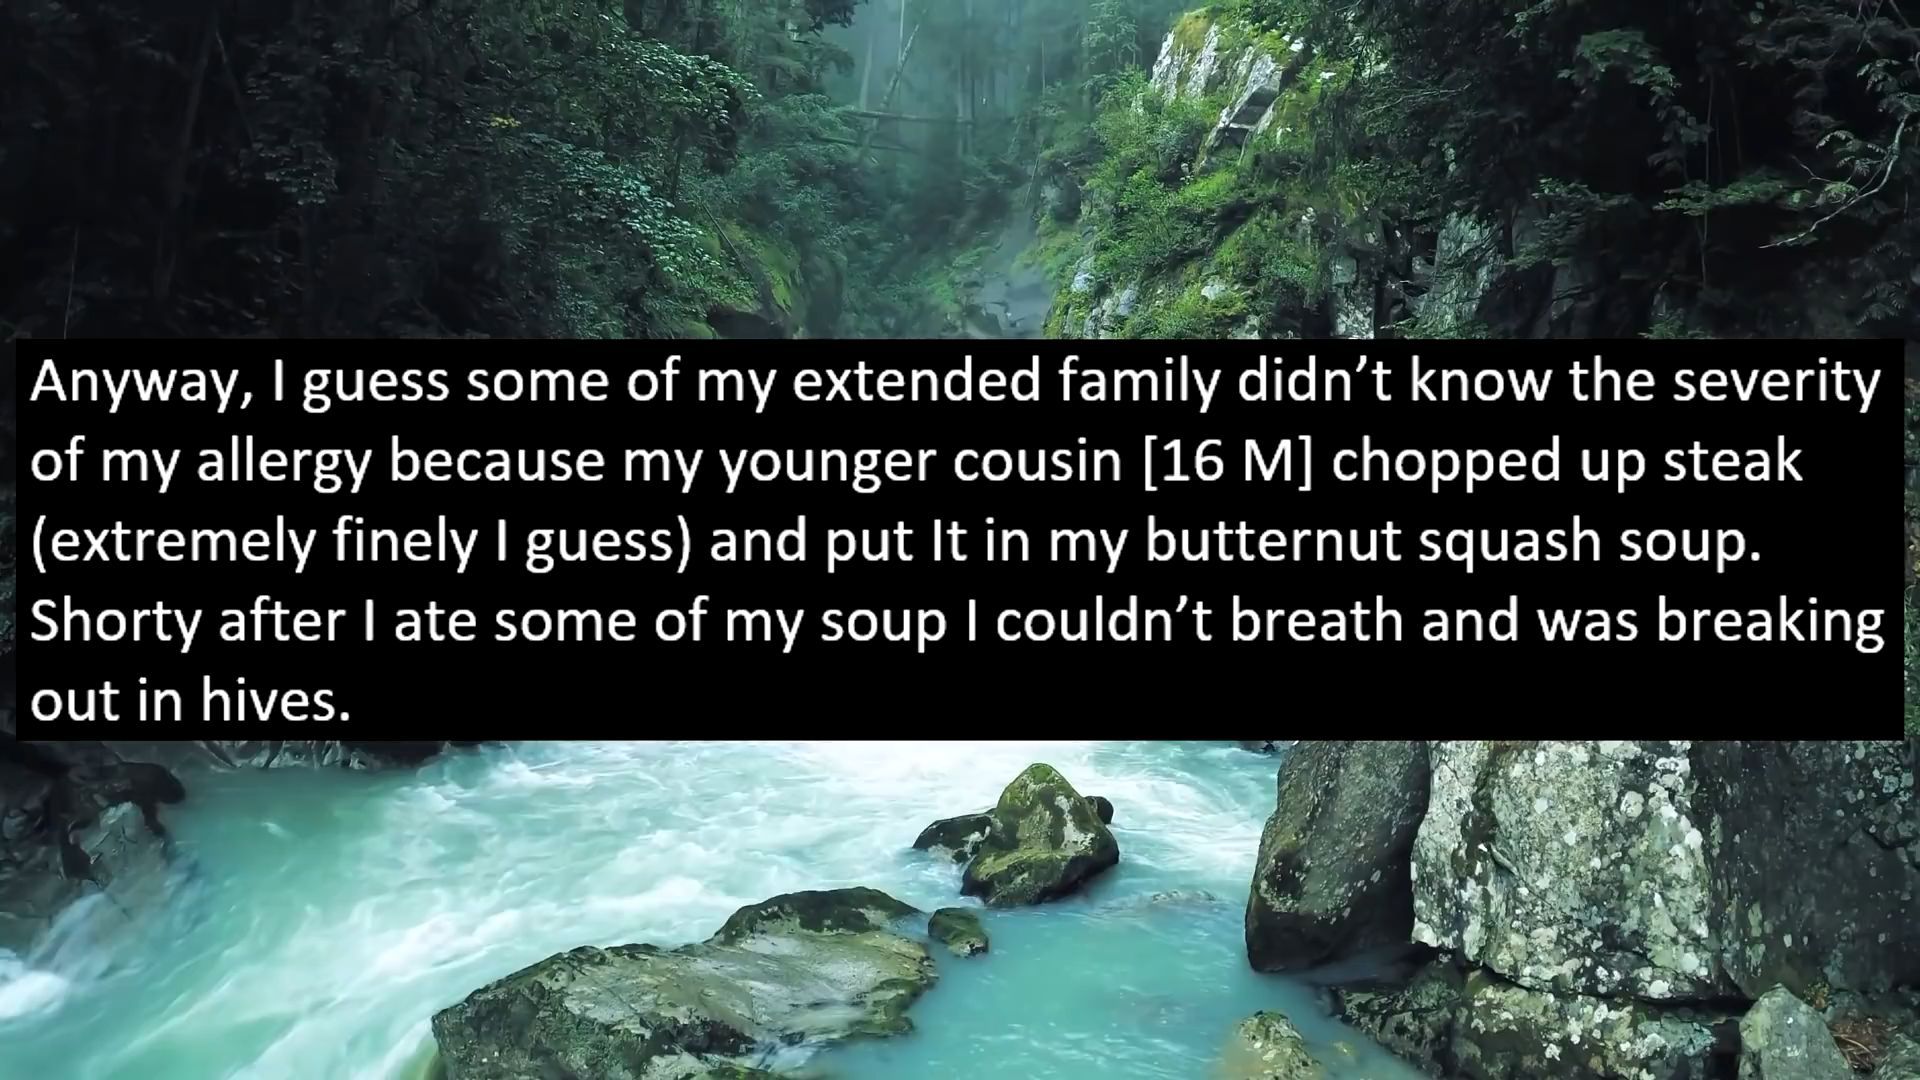 Anyway, I guess some of my extended family didn’t know the severity
of my allergy because my younger cousin [16 M] chopped up steak
(extremely finely I guess) and put It in my butternut squash soup.
Shorty after I ate some of my soup I couldn’t breath and was breaking
out in hives.